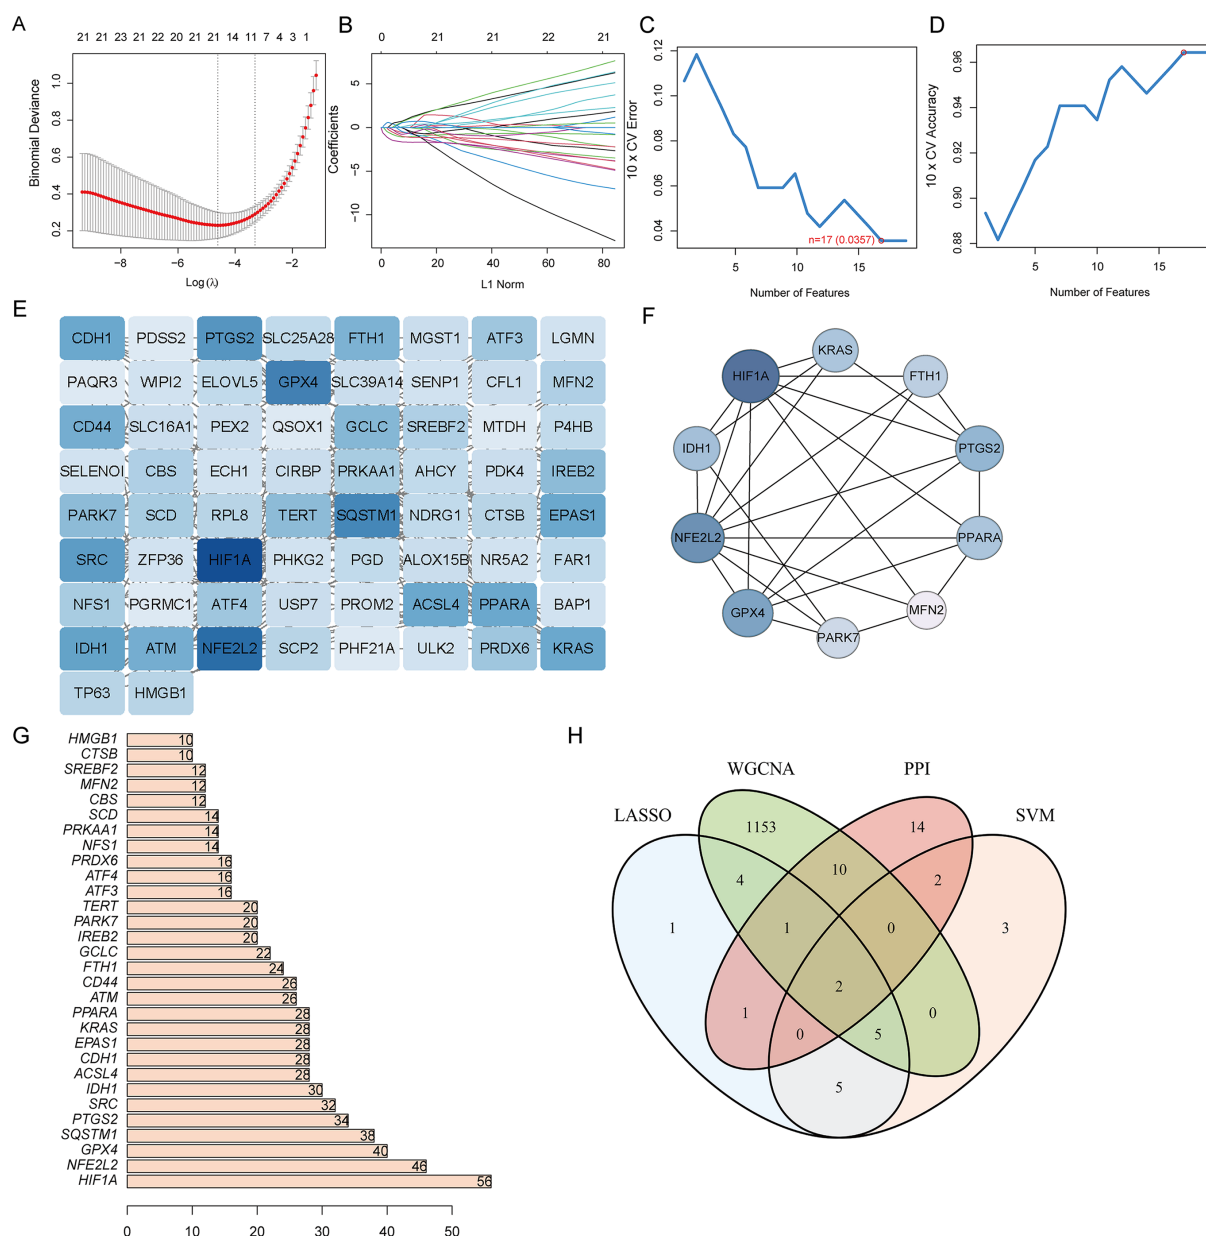 A
21 21 23 21 22 20 21 21 14 11 7 4 3 1
Binomial Deviance
1.0
0.8
0.6
0.4
0.2
−8 −6 −4 −2
Log (λ)
B
0 21 21 22 21
Coefficients
5
0
−5
−10
0 20 40 60 80
L1 Norm
C
10 x CV Error
0.12
0.10
0.08
0.06
0.04
n=17 (0.0357)
5 10 15
Number of Features
D
10 x CV Accuracy
0.96
0.94
0.92
0.90
0.88
5 10 15
Number of Features
E
CDH1 PDSS2 PTGS2 SLC25A28 FTH1 MGST1 ATF3 LGMN
PAQR3 WIPI2 ELOVL5 GPX4 SLC39A14 SENP1 CFL1 MFN2
CD44 SLC16A1 PEX2 QSOX1 GCLC SREBF2 MTDH P4HB
SELENOI CBS ECH1 CIRBP PRKAA1 AHCY PDK4 IREB2
PARK7 SCD RPL8 TERT SQSTM1 NDRG1 CTSB EPAS1
SRC ZFP36 HIF1A PHKG2 PGD ALOX15B NR5A2 FAR1
NFS1 PGRMC1 ATF4 USP7 PROM2 ACSL4 PPARA BAP1
IDH1 ATM NFE2L2 SCP2 PHF21A ULK2 PRDX6 KRAS
TP63 HMGB1
F
KRAS
HIF1A
FTH1
IDH1
PTGS2
NFE2L2
PPARA
GPX4
MFN2
PARK7
G
HMGB1 10
CTSB 10
SREBF2 12
MFN2 12
CBS 12
SCD 14
PRKAA1 14
NFS1 14
PRDX6 16
ATF4 16
ATF3 16
TERT 20
PARK7 20
IREB2 20
GCLC 22
FTH1 24
CD44 26
ATM 26
PPARA 28
KRAS 28
EPAS1 28
CDH1 28
ACSL4 28
IDH1 30
SRC 32
PTGS2 34
SQSTM1 38
GPX4 40
NFE2L2 46
HIF1A 56
0 10 20 30 40 50
H
WGCNA PPI
LASSO SVM
1153 14
4 10 2
1 1 0 3
2
1 0 5 0
5